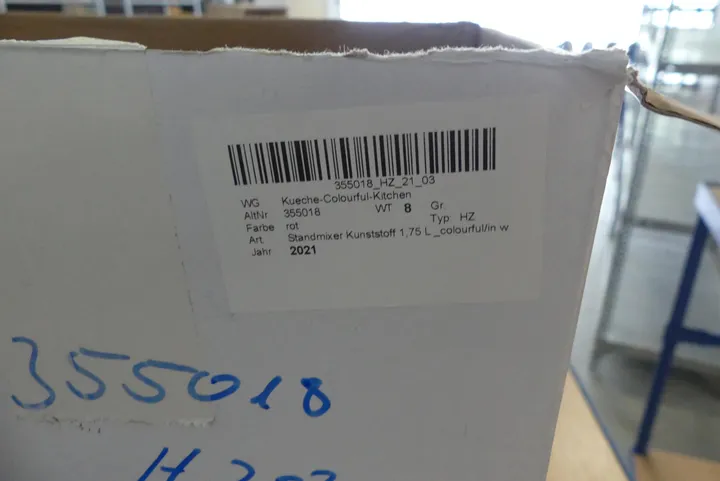 355018_HZ_21_03
WG Kueche-Colourful-Kitchen
AltNr 355018 WT 8 Gr.
Farbe rot Typ: HZ
Art. Standmixer Kunststoff 1,75 L _colourful/in w
Jahr 2021
355018